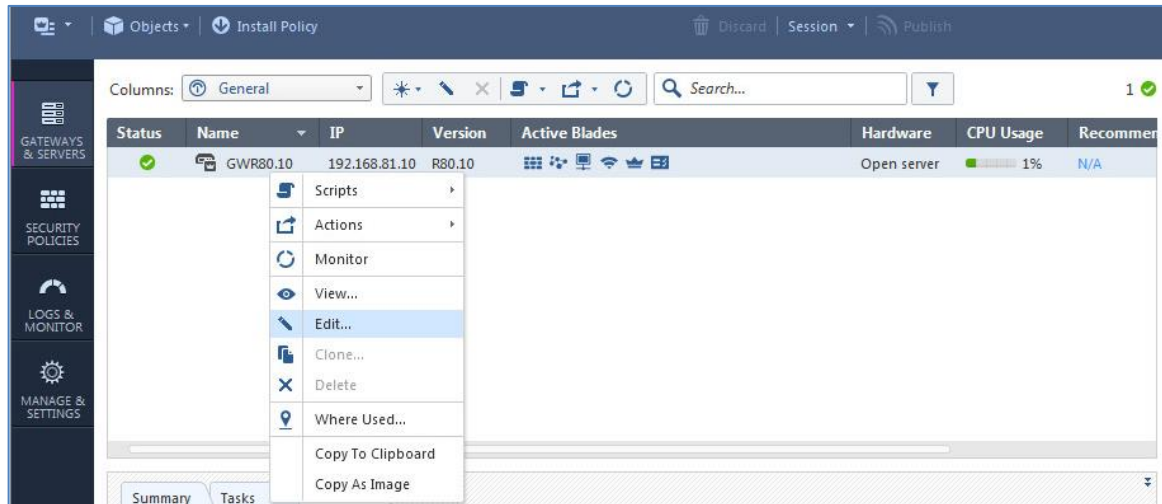 Objects Install Policy Discard Session Publish
Columns: General Search... 1
GATEWAYS
& SERVERS
SECURITY
POLICIES
LOGS &
MONITOR
MANAGE &
SETTINGS
Status Name IP Version Active Blades Hardware CPU Usage Recommen
GWR80.10 192.168.81.10 R80.10 Open server 1% N/A
Scripts
Actions
Monitor
View...
Edit...
Clone...
Delete
Where Used...
Copy To Clipboard
Copy As Image
Summary Tasks